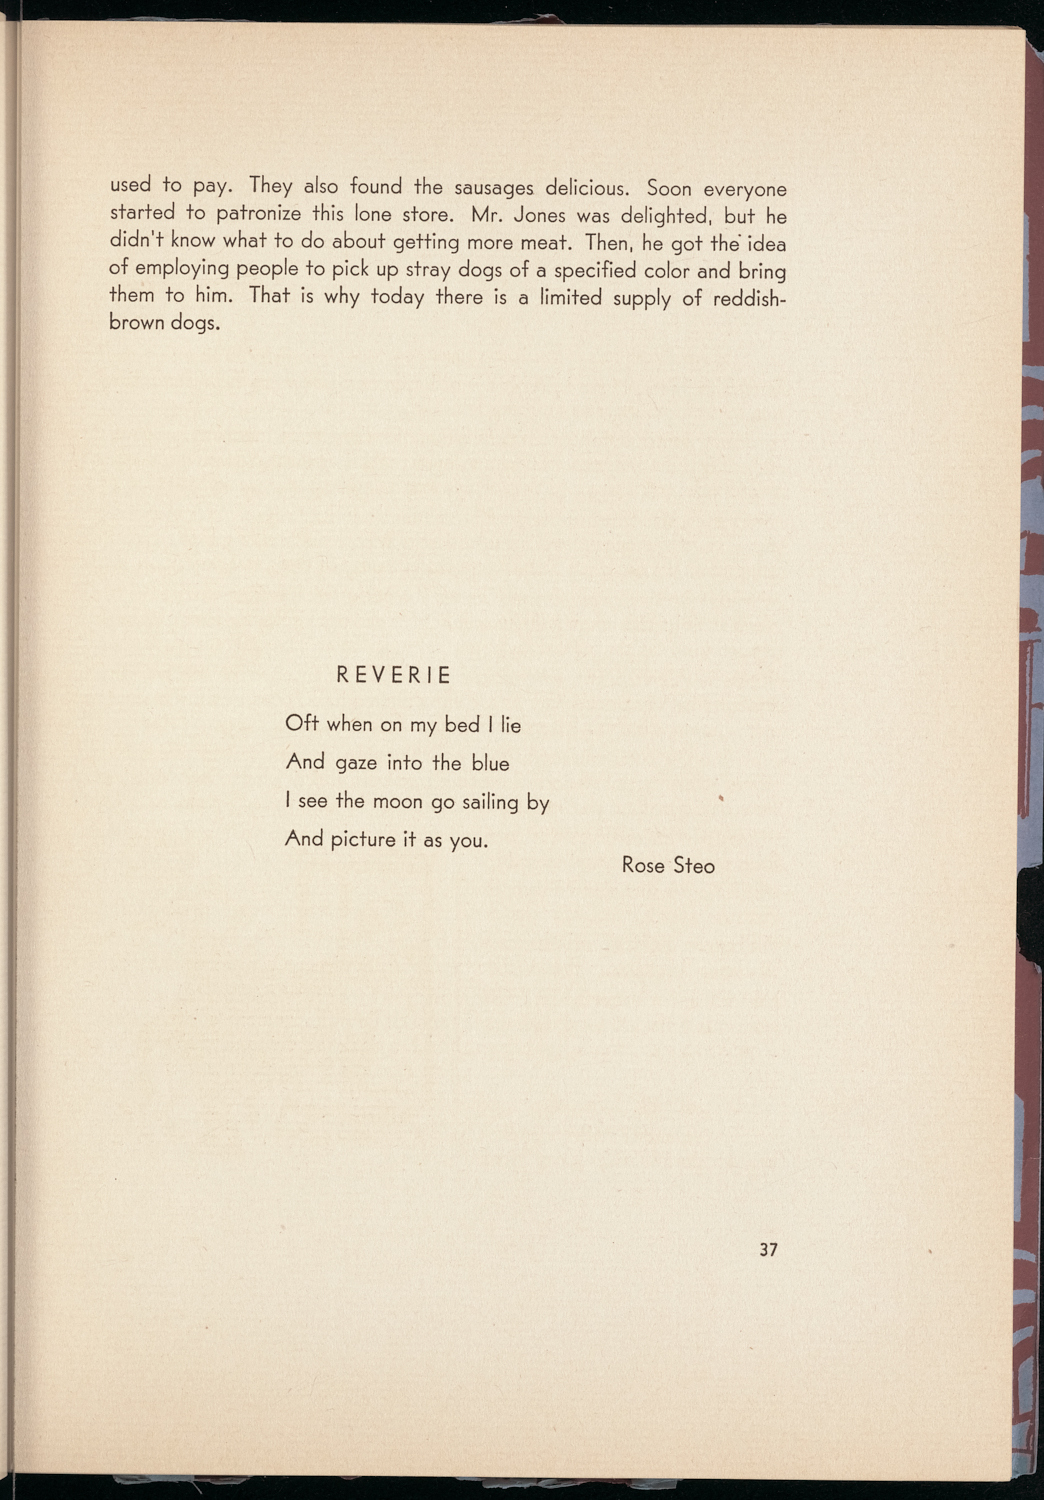 used to pay. They also found the sausages delicious. Soon everyone
started to patronize this lone store. Mr. Jones was delighted, but he
didn't know what to do about getting more meat. Then, he got the idea
of employing people to pick up stray dogs of a specified color and bring
them to him. That is why today there is a limited supply of reddish-
brown dogs.
REVERIE
Oft when on my bed I lie
And gaze into the blue
I see the moon go sailing by
And picture it as you.
Rose Steo
37